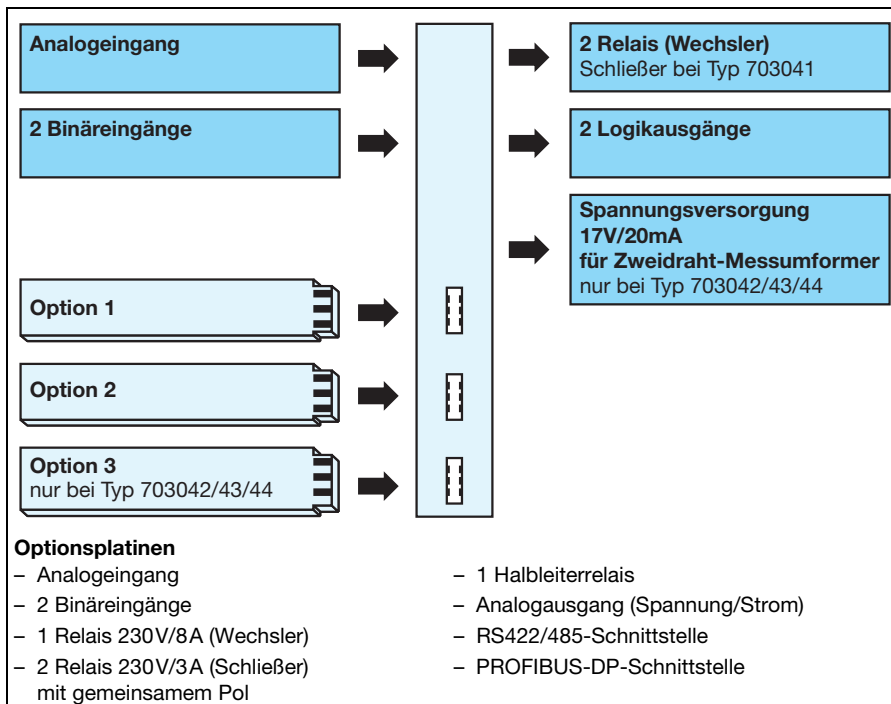 Analogeingang
2 Binäreingänge
2 Relais (Wechsler)
Schließer bei Typ 703041
2 Logikausgänge
Spannungsversorgung
17V/20mA
für Zweidraht-Messumformer
nur bei Typ 703042/43/44
Option 1
Option 2
Option 3
nur bei Typ 703042/43/44
Optionsplatinen
– Analogeingang
– 2 Binäreingänge
– 1 Relais 230V/8A (Wechsler)
– 2 Relais 230V/3A (Schließer)
mit gemeinsamem Pol
– 1 Halbleiterrelais
– Analogausgang (Spannung/Strom)
– RS422/485-Schnittstelle
– PROFIBUS-DP-Schnittstelle